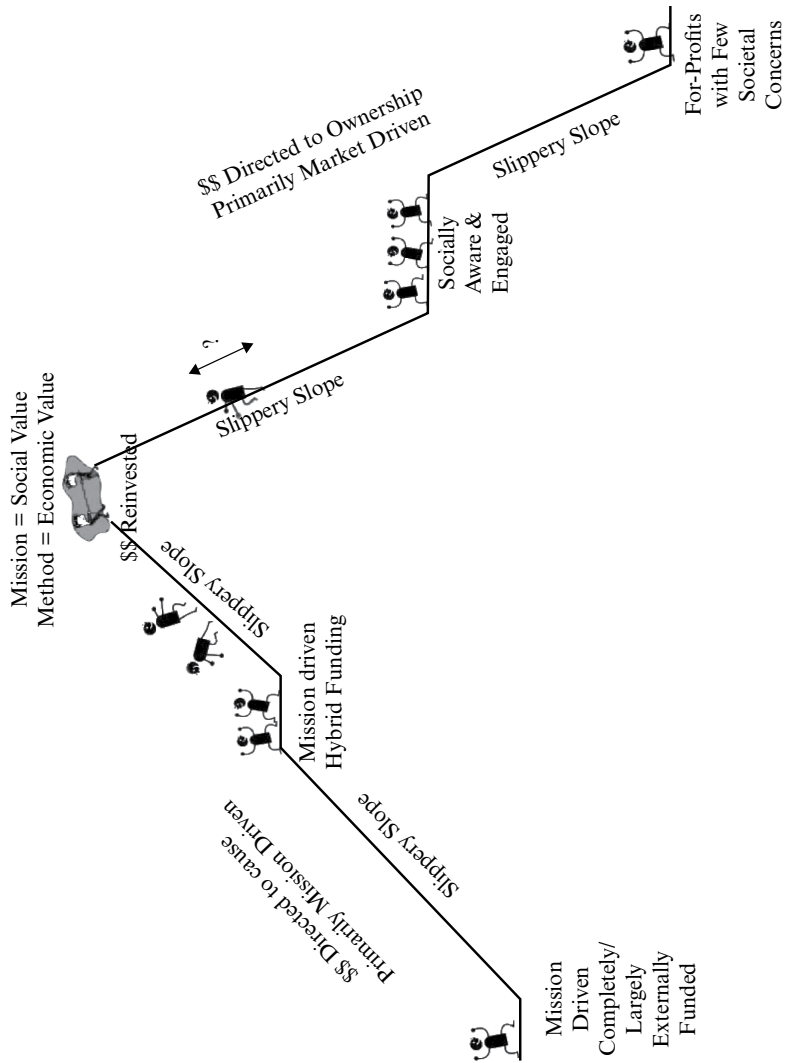 Mission = Social Value
Method = Economic Value
$$ Reinvested
Slippery Slope
Slippery Slope
?
$$ Directed to Ownership
Primarily Market Driven
Mission driven
Hybrid Funding
Socially
Aware &
Engaged
$$ Directed to cause
Primarily Mission Driven
Slippery Slope
Slippery Slope
Mission
Driven
Completely/
Largely
Externally
Funded
For-Profits
with Few
Societal
Concerns